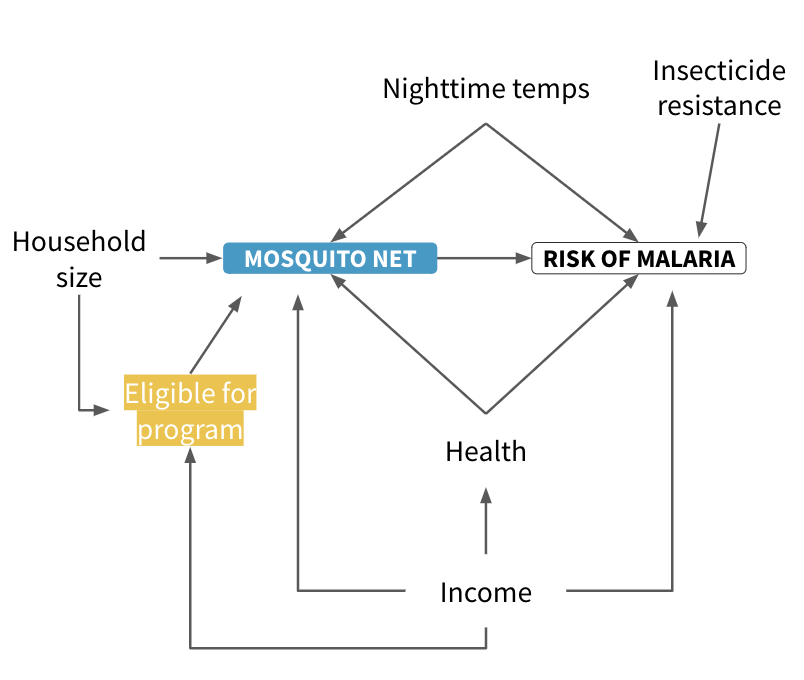 Nighttime temps
Insecticide
resistance
Household
size
MOSQUITO NET
RISK OF MALARIA
Eligible for
program
Health
Income